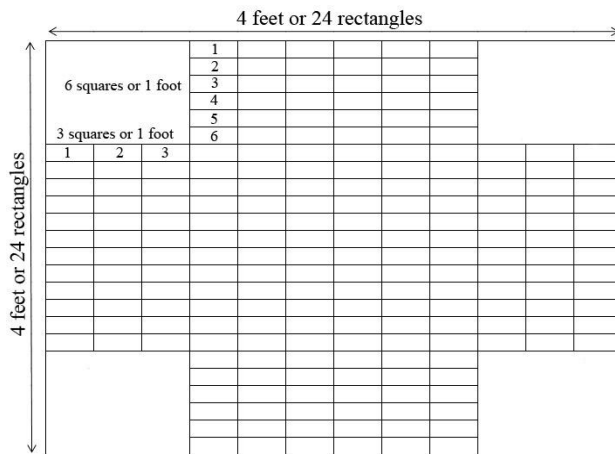 4 feet or 24 rectangles
1
2
6 squares or 1 foot
3
4
5
3 squares or 1 foot
6
1 2 3
4 feet or 24 rectangles